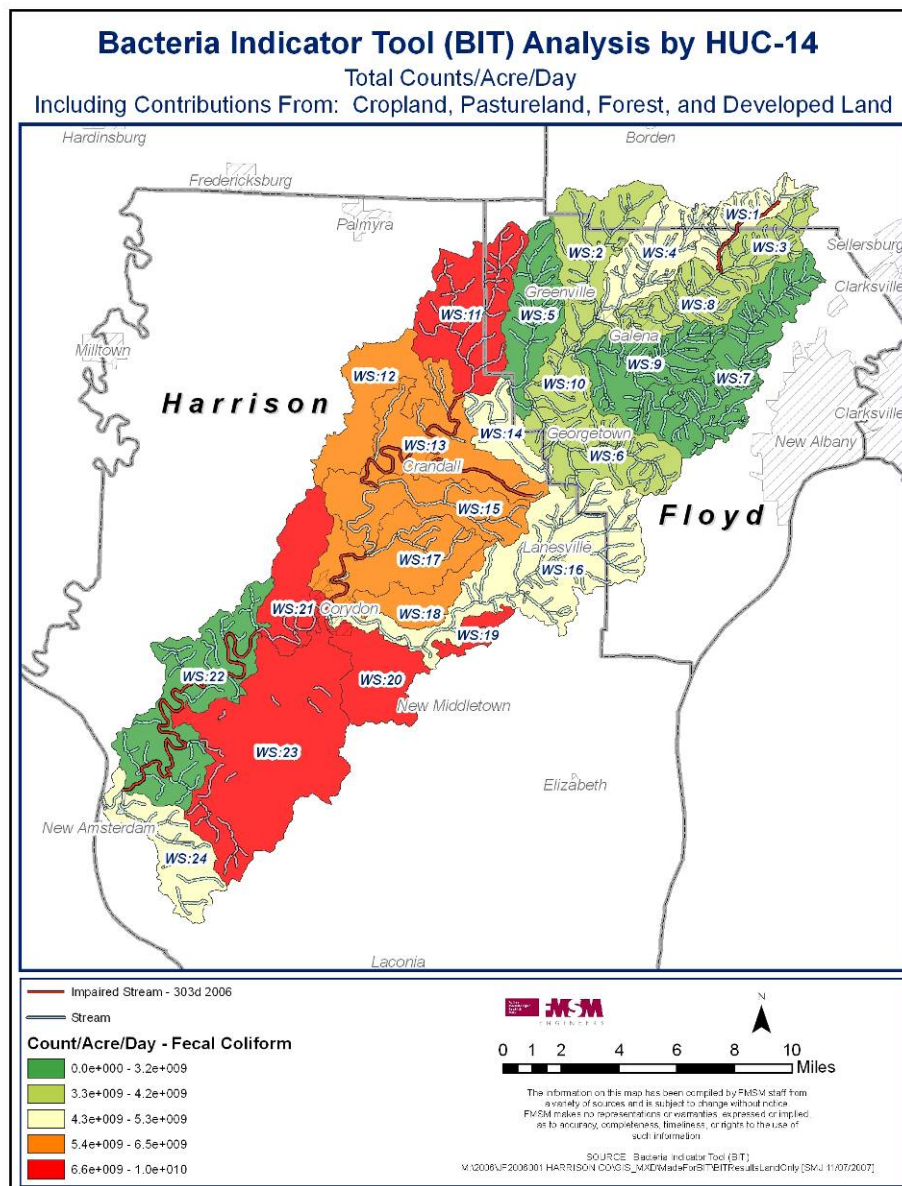 Bacteria Indicator Tool (BIT) Analysis by HUC-14
Total Counts/Acre/Day
Including Contributions From: Cropland, Pastureland, Forest, and Developed Land
Hardinsburg
Borden
Fredericksburg
Palmyra
WS:1
WS:2
WS:4
WS:3
Sellersburg
Clarksville
Greenville
WS:11
WS:5
WS:8
Galena
Milltown
WS:9
WS:7
WS:12
WS:10
Harrison
Clarksville
WS:14
New Albany
WS:13
Georgetown
Crandall
WS:6
WS:15
Floyd
Lanesville
WS:17
WS:16
WS:21
Corydon
WS:18
WS:19
WS:22
WS:20
New Middletown
WS:23
Elizabeth
New Amsterdam
WS:24
Laconia
Impaired Stream - 303d 2006
Stream
Count/Acre/Day - Fecal Coliform
0.0e+000 - 3.2e+009
3.3e+009 - 4.2e+009
4.3e+009 - 5.3e+009
5.4e+009 - 6.5e+009
6.6e+009 - 1.0e+010
FMSM
ENGINEERS
N
0 1 2 4 6 8 10
Miles
The information on this map has been compiled by FMSM staff from
a variety of sources and is subject to change without notice
FMSM makes no representations or warranties, expressed or implied,
as to accuracy, completeness, timeliness, or rights to the use of
such information
SOURCE: Bacteria Indicator Tool (BIT)